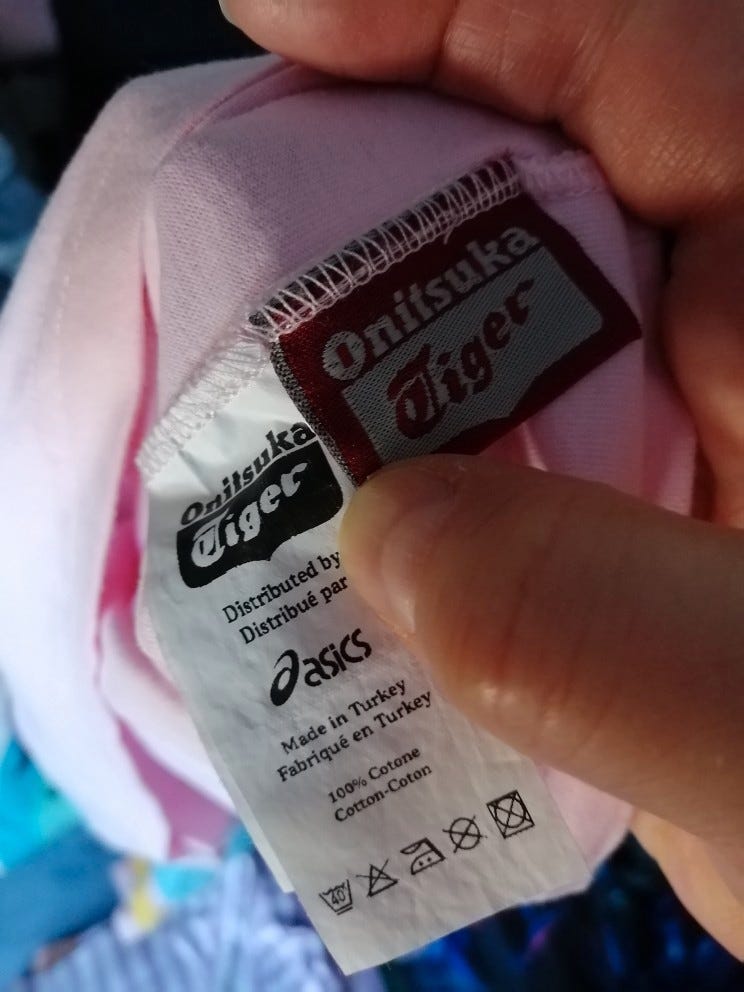 Onitsuka
Tiger
Onitsuka
Tiger
Distributed by
Distribué par
asics
Made in Turkey
Fabriqué en Turkey
100% Cotone
Cotton-Coton
40°